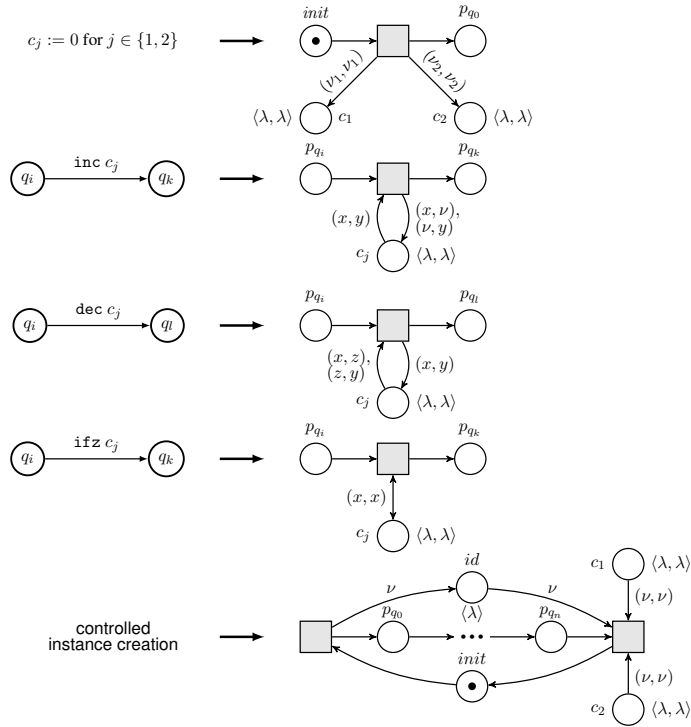 init
p_{q_0}
c_j := 0 for j ∈ {1, 2}
(ν_1, ν_1)
(ν_2, ν_2)
⟨λ, λ⟩ c_1
c_2 ⟨λ, λ⟩
p_{q_i}
p_{q_k}
q_i
inc c_j
q_k
(x, y)
(x, ν),
(ν, y)
c_j ⟨λ, λ⟩
p_{q_i}
p_{q_l}
q_i
dec c_j
q_l
(x, z),
(z, y)
(x, y)
c_j ⟨λ, λ⟩
p_{q_i}
p_{q_k}
q_i
ifz c_j
q_k
(x, x)
c_j ⟨λ, λ⟩
controlled
instance creation
id
ν
ν
⟨λ⟩
p_{q_0}
p_{q_n}
init
c_1 ⟨λ, λ⟩
(ν, ν)
(ν, ν)
c_2 ⟨λ, λ⟩